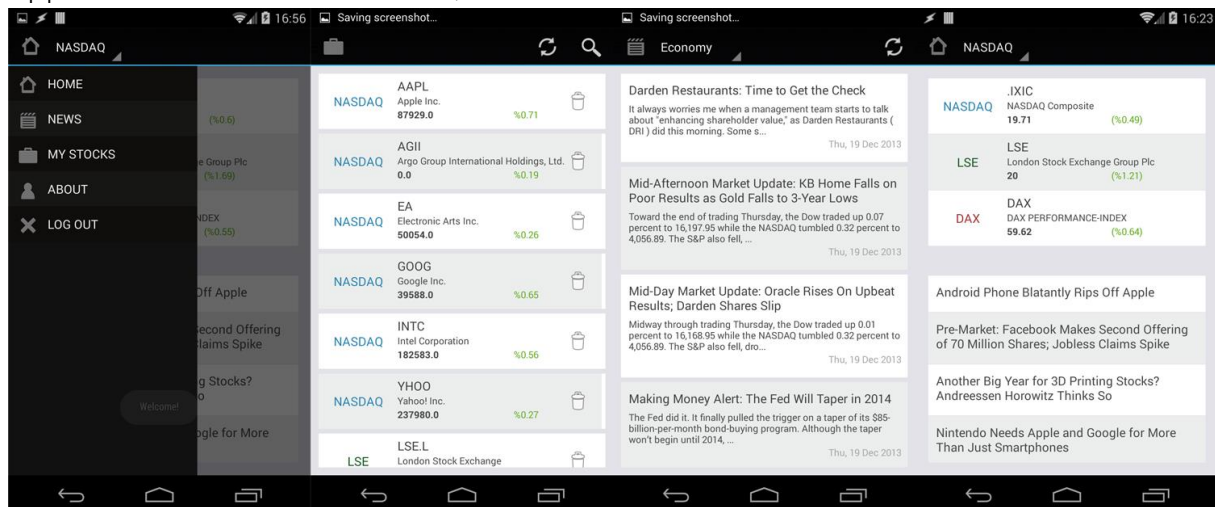 16:56
NASDAQ
HOME
NEWS
MY STOCKS
ABOUT
LOG OUT
(%0.6)
e Group Plc
(%1.69)
NDEX
(%0.55)
Off Apple
Second Offering
Claims Spike
g Stocks?
o
Welcome!
ogle for More
Saving screenshot...
NASDAQ
AAPL
Apple Inc.
87929.0 %0.71
NASDAQ
AGII
Argo Group International Holdings, Ltd.
0.0 %0.19
NASDAQ
EA
Electronic Arts Inc.
50054.0 %0.26
NASDAQ
GOOG
Google Inc.
39588.0 %0.65
NASDAQ
INTC
Intel Corporation
182583.0 %0.56
NASDAQ
YHOO
Yahoo! Inc.
237980.0 %0.27
LSE
LSE.L
London Stock Exchange
Saving screenshot...
Economy
Darden Restaurants: Time to Get the Check
It always worries me when a management team starts to talk
about "enhancing shareholder value," as Darden Restaurants (
DRI ) did this morning. Some s...
Thu, 19 Dec 2013
Mid-Afternoon Market Update: KB Home Falls on
Poor Results as Gold Falls to 3-Year Lows
Toward the end of trading Thursday, the Dow traded up 0.07
percent to 16,197.95 while the NASDAQ tumbled 0.32 percent to
4,056.89. The S&P also fell, ...
Thu, 19 Dec 2013
Mid-Day Market Update: Oracle Rises On Upbeat
Results; Darden Shares Slip
Midway through trading Thursday, the Dow traded up 0.01
percent to 16,168.95 while the NASDAQ tumbled 0.32 percent to
4,056.89. The S&P also fell, dro...
Thu, 19 Dec 2013
Making Money Alert: The Fed Will Taper in 2014
The Fed did it. It finally pulled the trigger on a taper of its $85-
billion-per-month bond-buying program. Although the taper
won't begin until 2014, ...
Thu, 19 Dec 2013
16:23
NASDAQ
NASDAQ
.IXIC
NASDAQ Composite
19.71 (%0.49)
LSE
LSE
London Stock Exchange Group Plc
20 (%1.21)
DAX
DAX
DAX PERFORMANCE-INDEX
59.62 (%0.64)
Android Phone Blatantly Rips Off Apple
Pre-Market: Facebook Makes Second Offering
of 70 Million Shares; Jobless Claims Spike
Another Big Year for 3D Printing Stocks?
Andreessen Horowitz Thinks So
Nintendo Needs Apple and Google for More
Than Just Smartphones